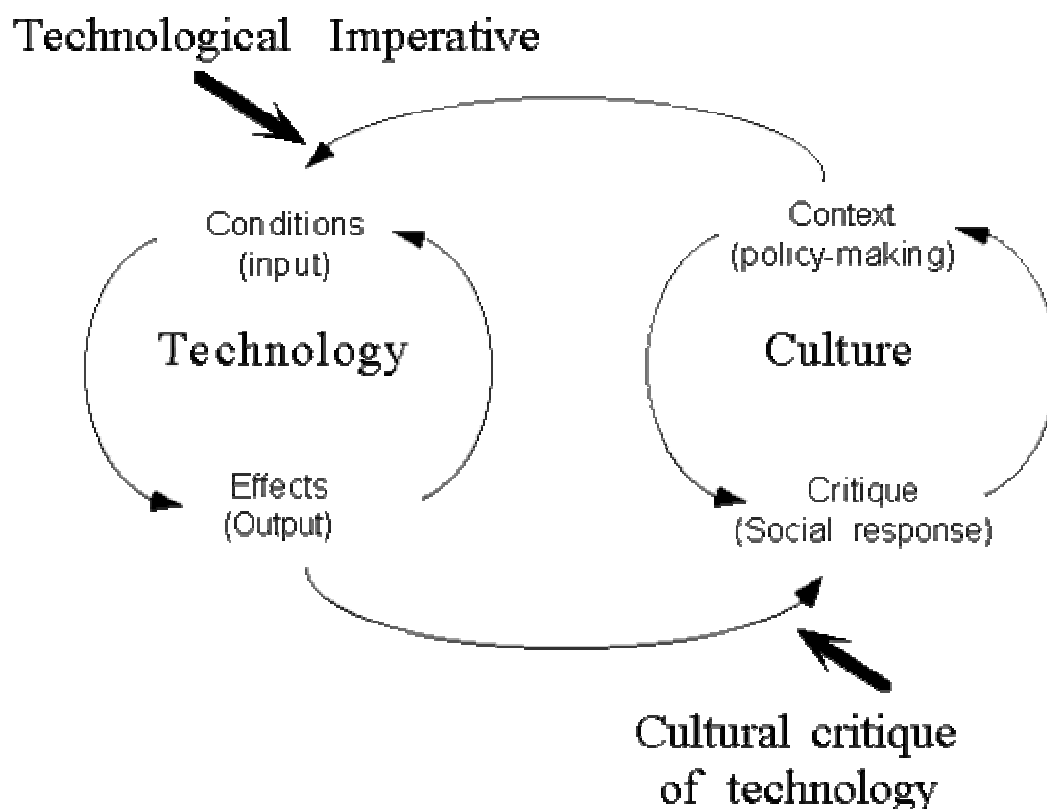 Technological Imperative
Conditions
(input)
Technology
Effects
(Output)
Context
(policy-making)
Culture
Critique
(Social response)
Cultural critique
of technology